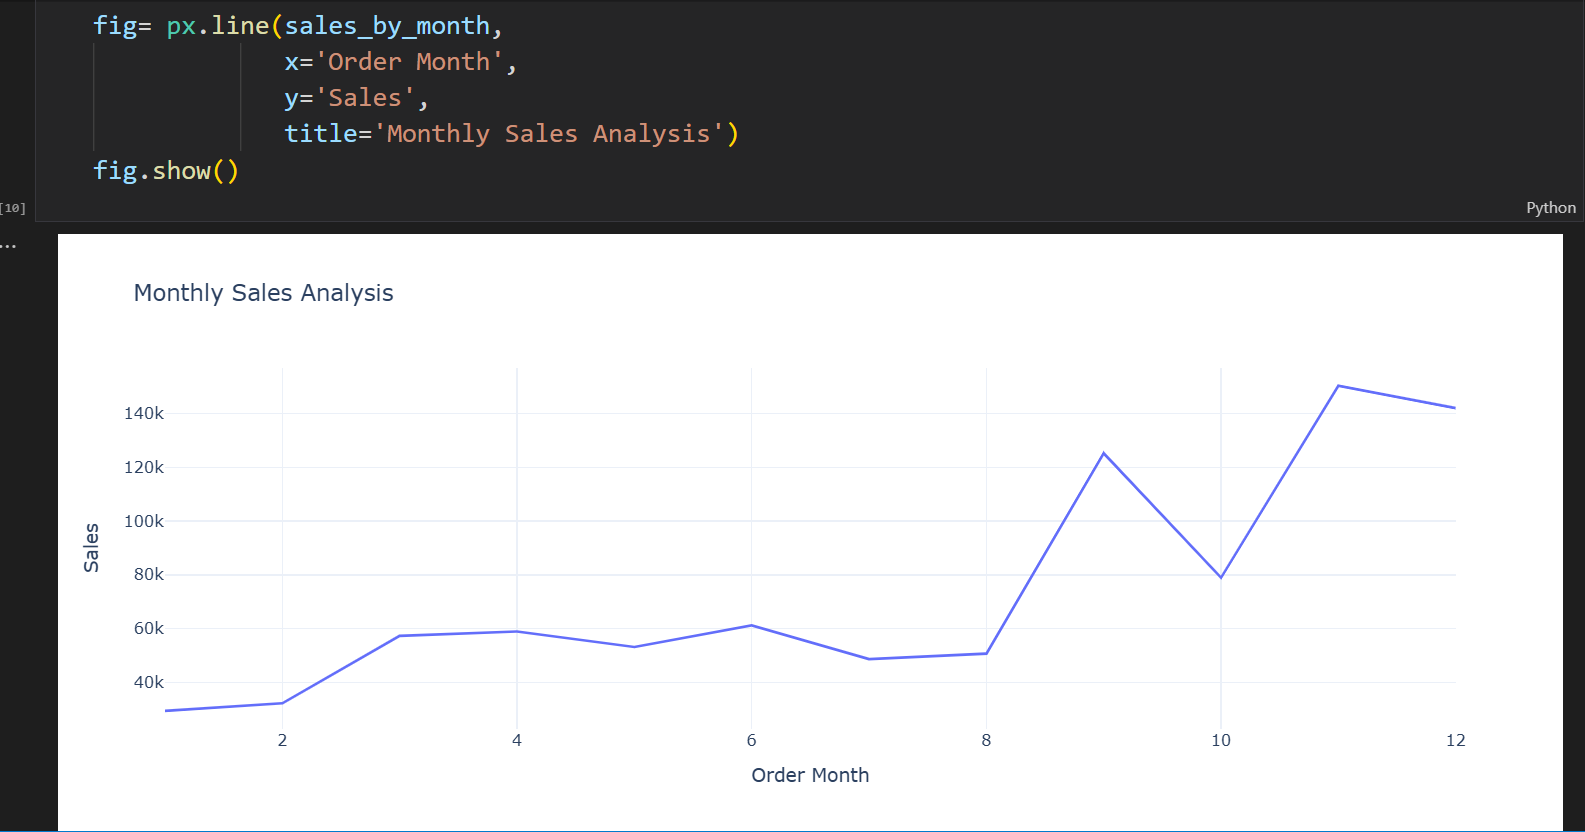 fig= px.line(sales_by_month,
x='Order Month',
y='Sales',
title='Monthly Sales Analysis')
fig.show()
[10]
Python
...
Monthly Sales Analysis
140k
120k
100k
80k
60k
40k
Sales
2 4 6 8 10 12
Order Month